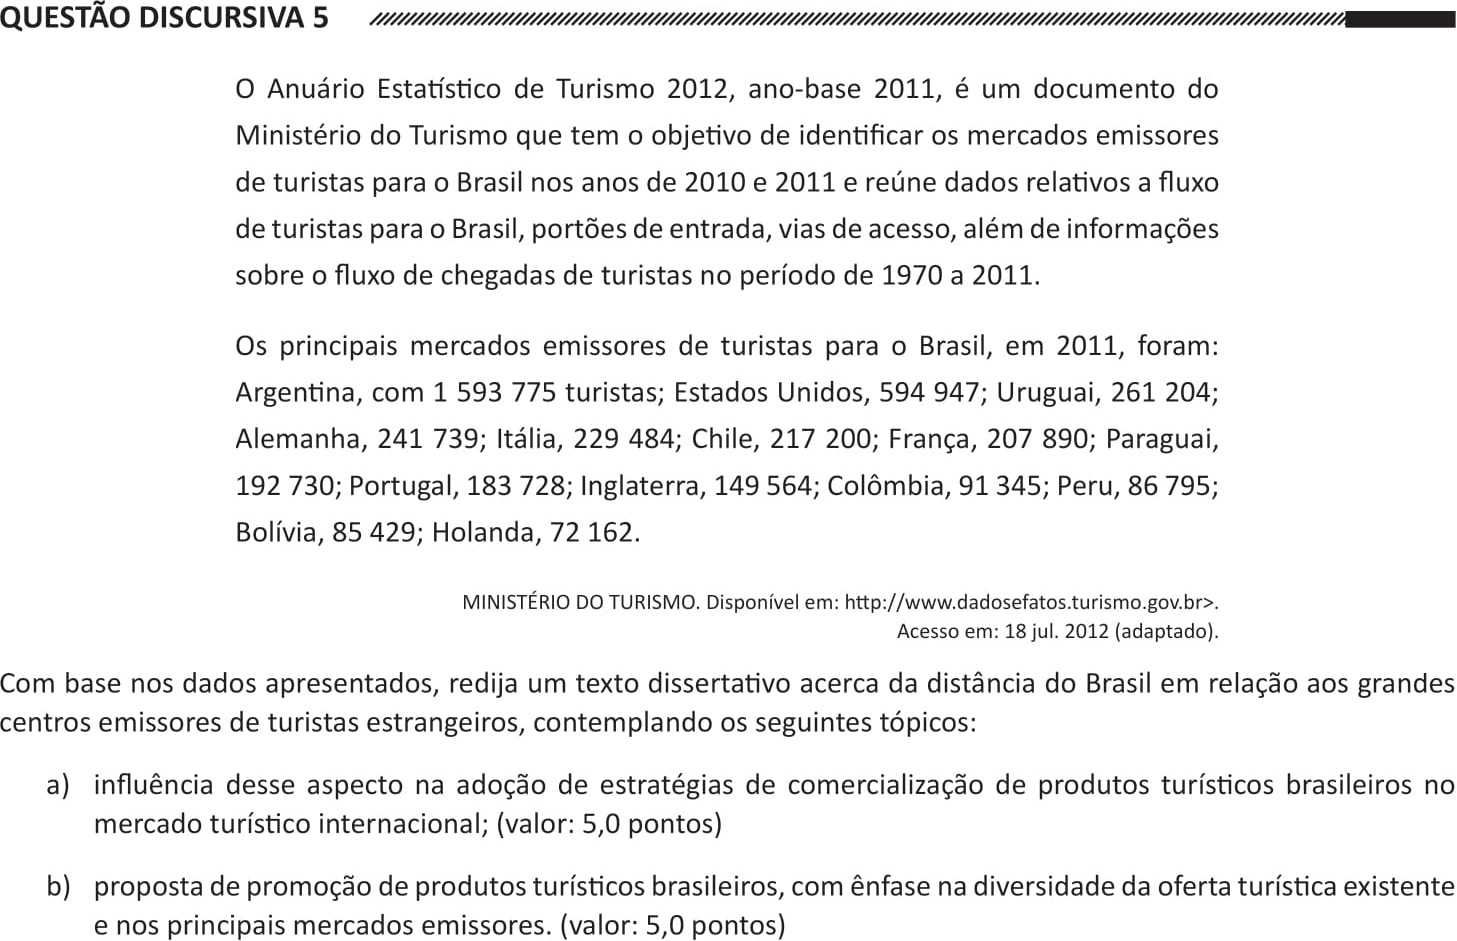 QUESTÃO DISCURSIVA 5
O Anuário Estatístico de Turismo 2012, ano-base 2011, é um documento do
Ministério do Turismo que tem o objetivo de identificar os mercados emissores
de turistas para o Brasil nos anos de 2010 e 2011 e reúne dados relativos a fluxo
de turistas para o Brasil, portões de entrada, vias de acesso, além de informações
sobre o fluxo de chegadas de turistas no período de 1970 a 2011.
Os principais mercados emissores de turistas para o Brasil, em 2011, foram:
Argentina, com 1 593 775 turistas; Estados Unidos, 594 947; Uruguai, 261 204;
Alemanha, 241 739; Itália, 229 484; Chile, 217 200; França, 207 890; Paraguai,
192 730; Portugal, 183 728; Inglaterra, 149 564; Colômbia, 91 345; Peru, 86 795;
Bolívia, 85 429; Holanda, 72 162.
MINISTÉRIO DO TURISMO. Disponível em: http://www.dadosefatos.turismo.gov.br>.
Acesso em: 18 jul. 2012 (adaptado).
Com base nos dados apresentados, redija um texto dissertativo acerca da distância do Brasil em relação aos grandes
centros emissores de turistas estrangeiros, contemplando os seguintes tópicos:
a) influência desse aspecto na adoção de estratégias de comercialização de produtos turísticos brasileiros no
mercado turístico internacional; (valor: 5,0 pontos)
b) proposta de promoção de produtos turísticos brasileiros, com ênfase na diversidade da oferta turística existente
e nos principais mercados emissores. (valor: 5,0 pontos)